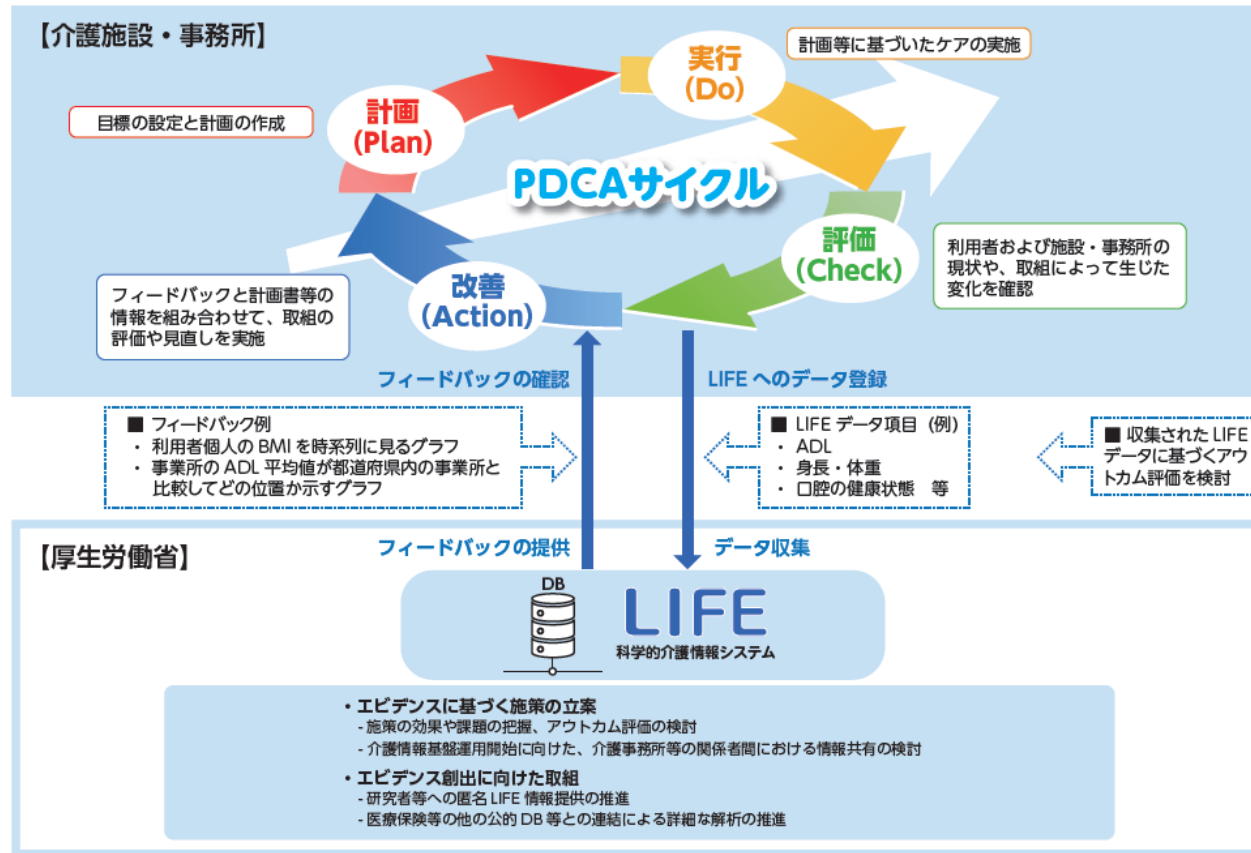 【介護施設・事務所】
計画
(Plan)
目標の設定と計画の作成
実行
(Do)
計画等に基づいたケアの実施
PDCAサイクル
評価
(Check)
利用者および施設・事務所の
現状や、取組によって生じた
変化を確認
改善
(Action)
フィードバックと計画書等の
情報を組み合わせて、取組の
評価や見直しを実施
フィードバックの確認
LIFE へのデータ登録
■ フィードバック例
・ 利用者個人の BMI を時系列に見るグラフ
・ 事業所の ADL 平均値が都道府県内の事業所と
比較してどの位置か示すグラフ
■ LIFE データ項目（例）
・ ADL
・ 身長・体重
・ 口腔の健康状態 等
■ 収集された LIFE
データに基づくアウ
トカム評価を検討
【厚生労働省】
フィードバックの提供
データ収集
DB
LIFE
科学的介護情報システム
・エビデンスに基づく施策の立案
- 施策の効果や課題の把握、アウトカム評価の検討
- 介護情報基盤運用開始に向けた、介護事務所等の関係者間における情報共有の検討
・エビデンス創出に向けた取組
- 研究者等への匿名 LIFE 情報提供の推進
- 医療保険等の他の公的 DB 等との連結による詳細な解析の推進